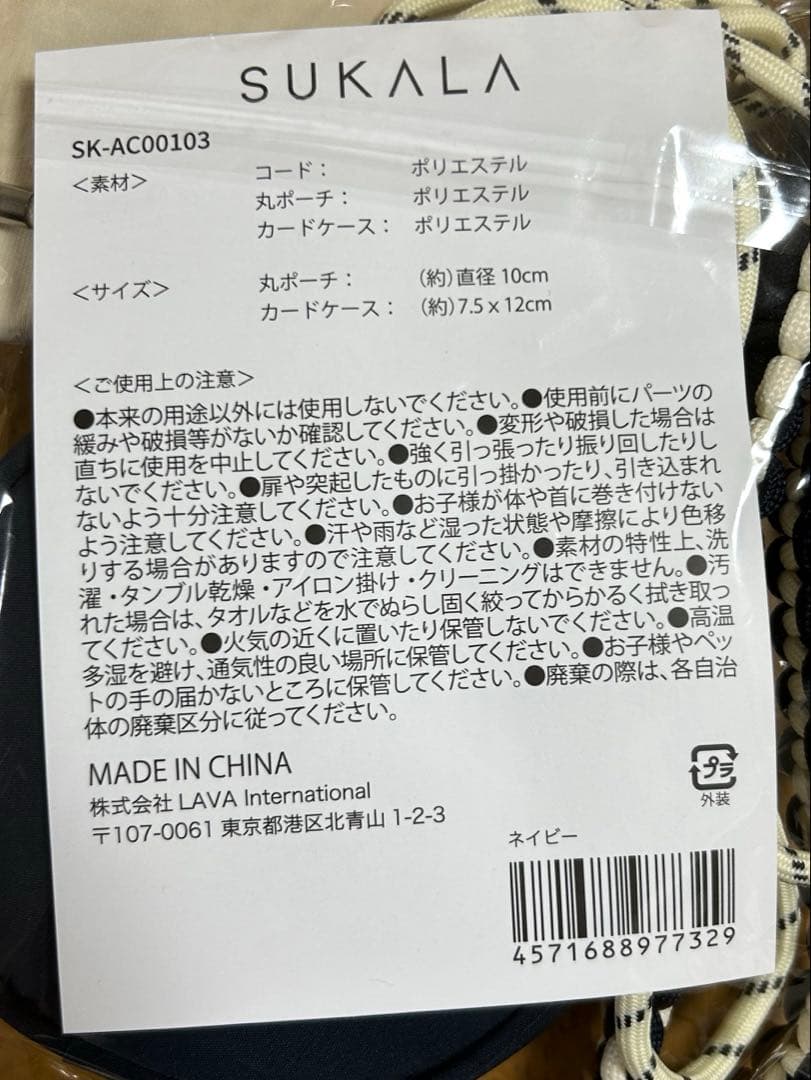 SUKALA
SK-AC00103
<素材> コード： ポリエステル
丸ポーチ： ポリエステル
カードケース： ポリエステル
<サイズ> 丸ポーチ： (約)直径 10cm
カードケース： (約)7.5 x 12cm
<ご使用上の注意>
●本来の用途以外には使用しないでください。●使用前にパーツの
緩みや破損等がないか確認してください。●変形や破損した場合は
直ちに使用を中止してください。●強く引っ張ったり振り回したりし
ないでください。●扉や突起したものに引っ掛かったり、引き込まれ
ないよう十分注意してください。●お子様が体や首に巻き付けない
よう注意してください。●汗や雨など湿った状態や摩擦により色移
りする場合がありますので注意してください。●素材の特性上、洗
濯・タンブル乾燥・アイロン掛け・クリーニングはできません。●汚
れた場合は、タオルなどを水でぬらし固く絞ってからかるく拭き取っ
てください。●火気の近くに置いたり保管しないでください。●高温
多湿を避け、通気性の良い場所に保管してください。●お子様やペッ
トの手の届かないところに保管してください。●廃棄の際は、各自治
体の廃棄区分に従ってください。
MADE IN CHINA
株式会社 LAVA International
〒107-0061 東京都港区北青山 1-2-3
プラ
外装
ネイビー
4571688977329